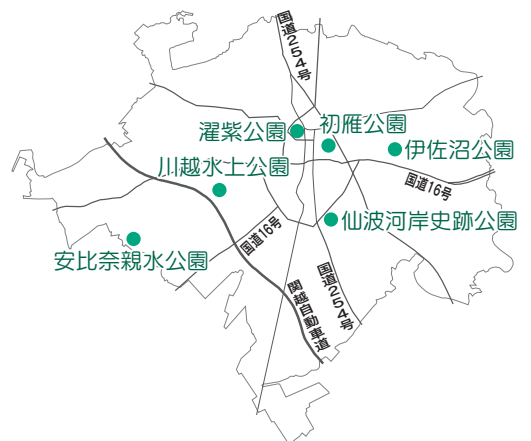 国道254号
濯紫公園
初雁公園
伊佐沼公園
川越水上公園
国道16号
仙波河岸史跡公園
国道16号
安比奈親水公園
国道254号
関越自動車道